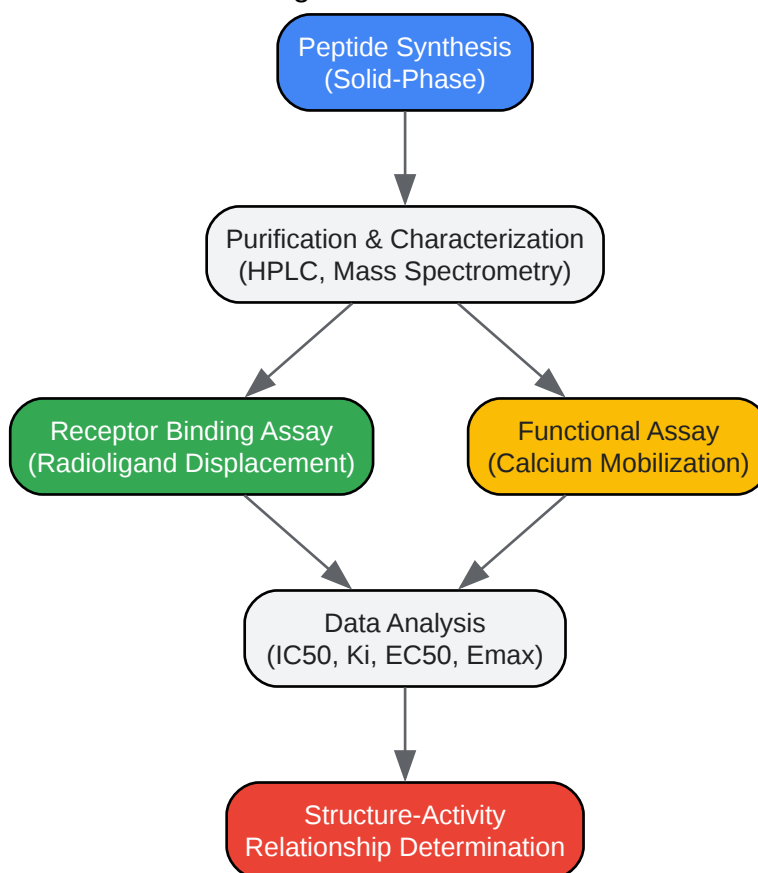 Peptide Synthesis
(Solid-Phase)
Purification & Characterization
(HPLC, Mass Spectrometry)
Receptor Binding Assay
(Radioligand Displacement)
Functional Assay
(Calcium Mobilization)
Data Analysis
(IC50, Ki, EC50, Emax)
Structure-Activity
Relationship Determination